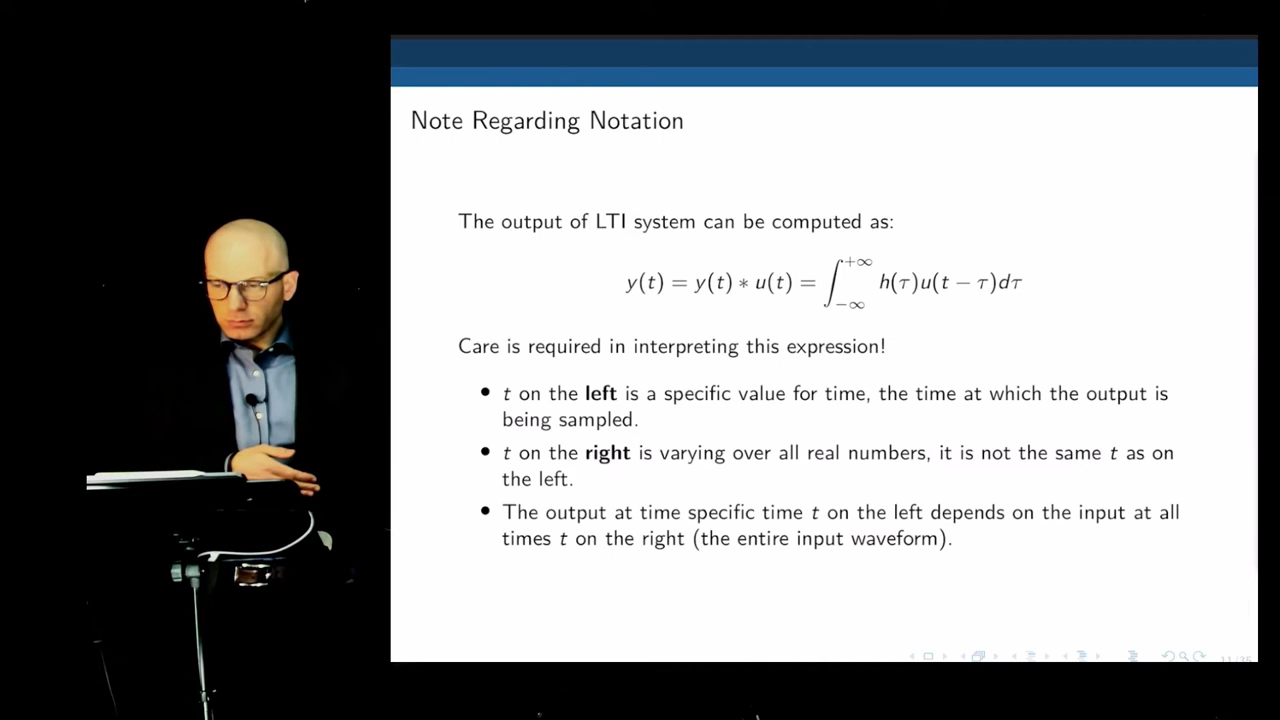 Note Regarding Notation
The output of LTI system can be computed as:
y(t) = y(t) ∗ u(t) = ∫_{−∞}^{+∞} h(τ)u(t − τ)dτ
Care is required in interpreting this expression!
• t on the left is a specific value for time, the time at which the output is
being sampled.
• t on the right is varying over all real numbers, it is not the same t as on
the left.
• The output at time specific time t on the left depends on the input at all
times t on the right (the entire input waveform).
11/35